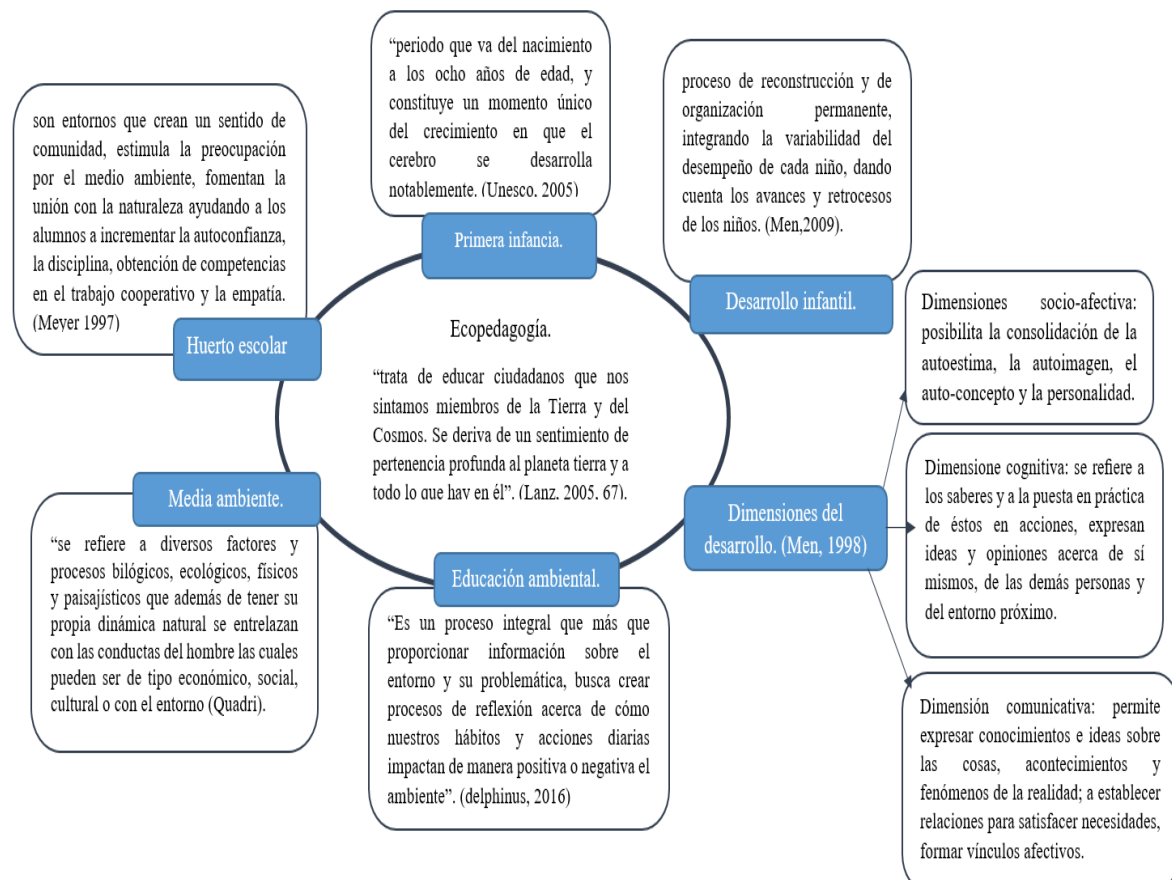 “periodo que va del nacimiento
a los ocho años de edad, y
constituye un momento único
del crecimiento en que el
cerebro se desarrolla
notablemente. (Unesco, 2005)
Primera infancia.
proceso de reconstrucción y de
organización permanente,
integrando la variabilidad del
desempeño de cada niño, dando
cuenta los avances y retrocesos
de los niños. (Men,2009).
Desarrollo infantil.
son entornos que crean un sentido de
comunidad, estimula la preocupación
por el medio ambiente, fomentan la
unión con la naturaleza ayudando a los
alumnos a incrementar la autoconfianza,
la disciplina, obtención de competencias
en el trabajo cooperativo y la empatía.
(Meyer 1997)
Huerto escolar
Ecopedagogía.
“trata de educar ciudadanos que nos
sintamos miembros de la Tierra y del
Cosmos. Se deriva de un sentimiento de
pertenencia profunda al planeta tierra y a
todo lo que hay en él”. (Lanz, 2005, 67).
Dimensiones socio-afectiva:
posibilita la consolidación de la
autoestima, la autoimagen, el
auto-concepto y la personalidad.
Dimensiones del
desarrollo. (Men, 1998)
Dimensione cognitiva: se refiere a
los saberes y a la puesta en práctica
de éstos en acciones, expresan
ideas y opiniones acerca de sí
mismos, de las demás personas y
del entorno próximo.
Dimensión comunicativa: permite
expresar conocimientos e ideas sobre
las cosas, acontecimientos y
fenómenos de la realidad; a establecer
relaciones para satisfacer necesidades,
formar vínculos afectivos.
Media ambiente.
“se refiere a diversos factores y
procesos bilógicos, ecológicos, físicos
y paisajísticos que además de tener su
propia dinámica natural se entrelazan
con las conductas del hombre las cuales
pueden ser de tipo económico, social,
cultural o con el entorno (Quadri).
Educación ambiental.
“Es un proceso integral que más que
proporcionar información sobre el
entorno y su problemática, busca crear
procesos de reflexión acerca de cómo
nuestros hábitos y acciones diarias
impactan de manera positiva o negativa el
ambiente”. (delphinus, 2016)